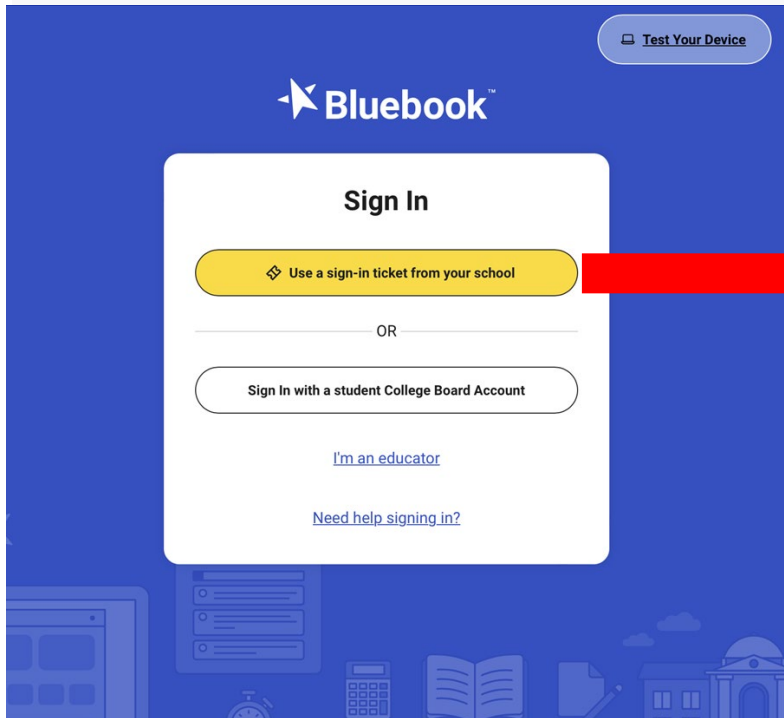 Test Your Device
Bluebook™
Sign In
Use a sign-in ticket from your school
OR
Sign In with a student College Board Account
I'm an educator
Need help signing in?